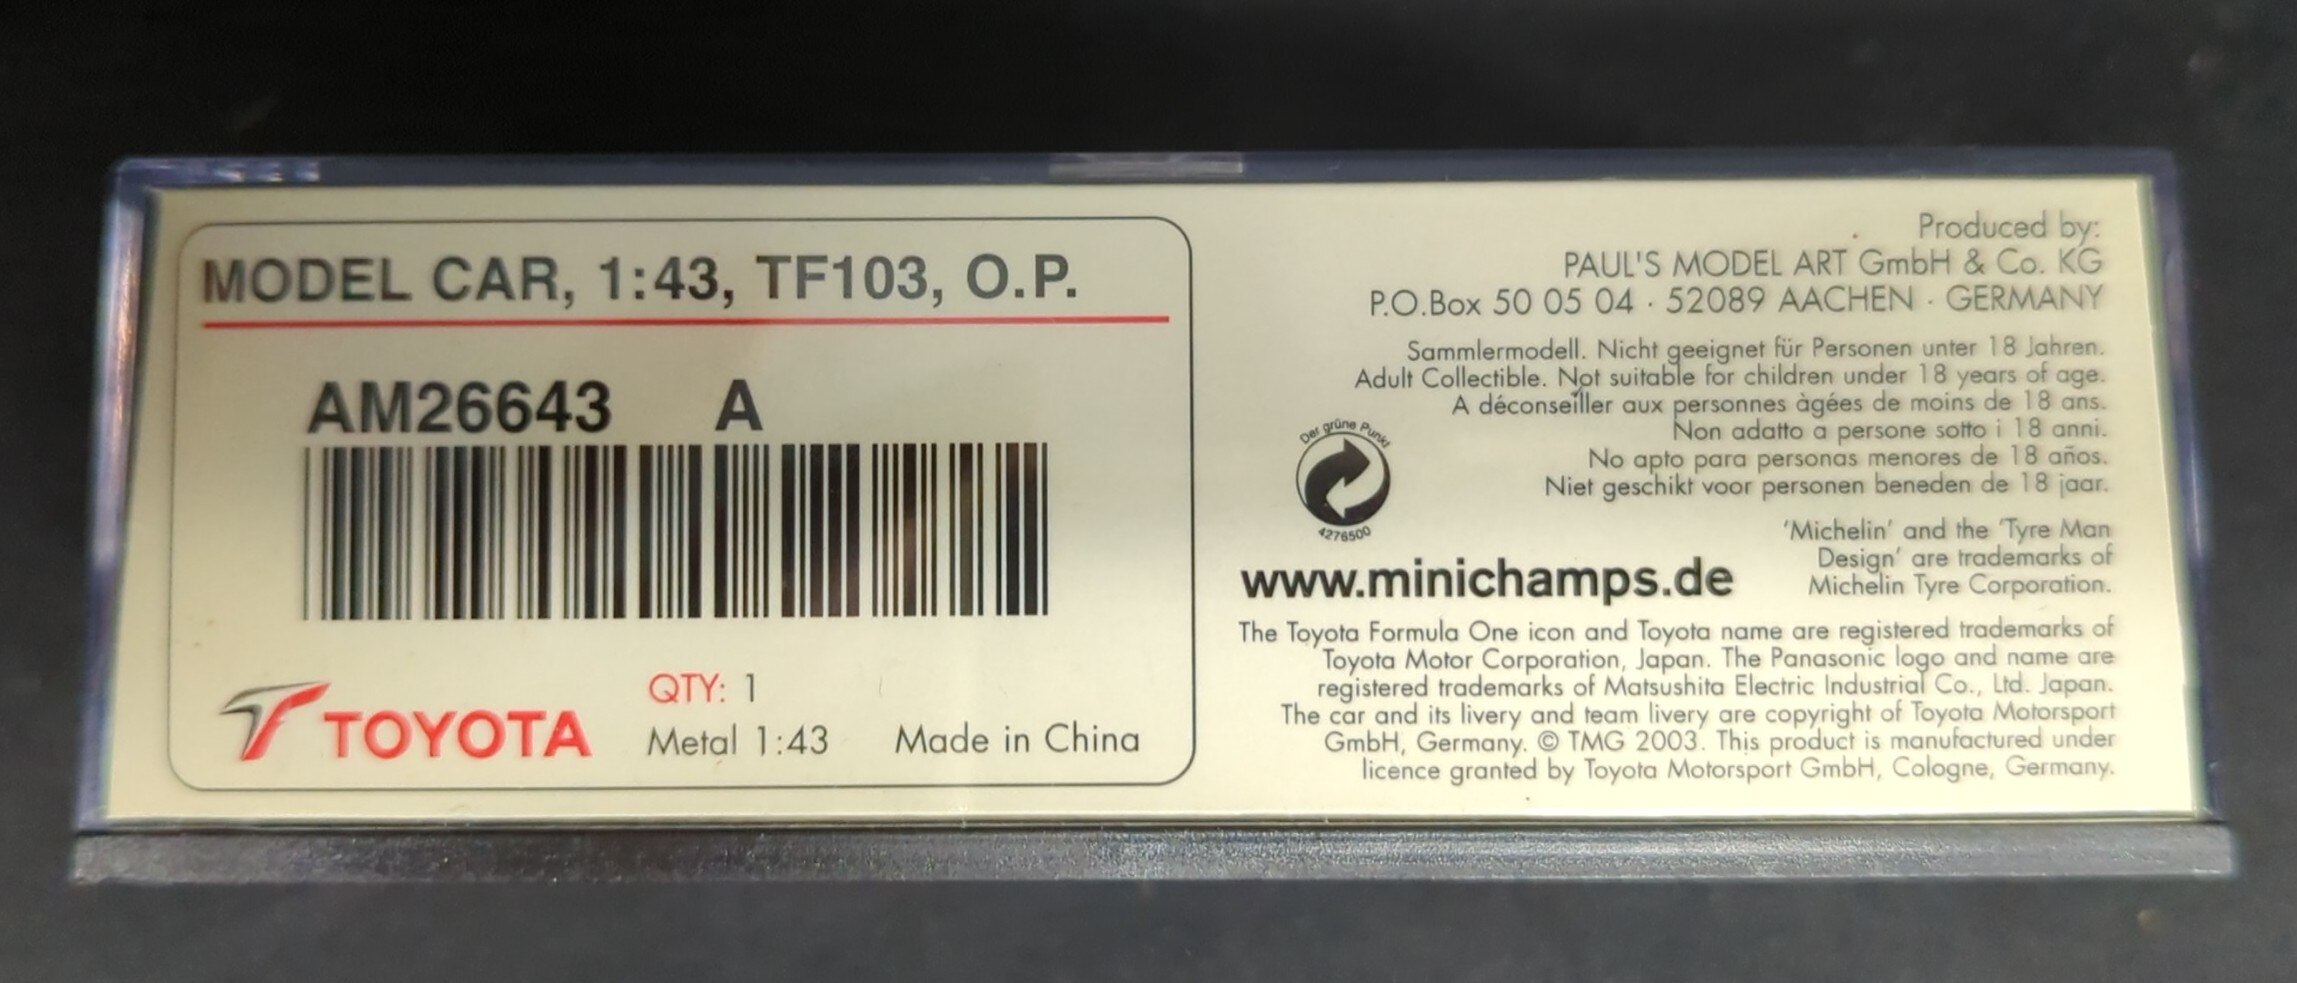 MODEL CAR, 1:43, TF103, O.P.
AM26643 A
TOYOTA
QTY: 1
Metal 1:43 Made in China
Produced by:
PAUL'S MODEL ART GmbH & Co. KG
P.O.Box 50 05 04 · 52089 AACHEN · GERMANY
Sammlermodell. Nicht geeignet für Personen unter 18 Jahren.
Adult Collectible. Not suitable for children under 18 years of age.
A déconseiller aux personnes àgées de moins de 18 ans.
Non adatto a persone sotto i 18 anni.
No apto para personas menores de 18 años.
Niet geschikt voor personen beneden de 18 jaar.
Der grüne Punkt
4276500
www.minichamps.de
'Michelin' and the 'Tyre Man
Design' are trademarks of
Michelin Tyre Corporation.
The Toyota Formula One icon and Toyota name are registered trademarks of
Toyota Motor Corporation, Japan. The Panasonic logo and name are
registered trademarks of Matsushita Electric Industrial Co., Ltd. Japan.
The car and its livery and team livery are copyright of Toyota Motorsport
GmbH, Germany. © TMG 2003. This product is manufactured under
licence granted by Toyota Motorsport GmbH, Cologne, Germany.